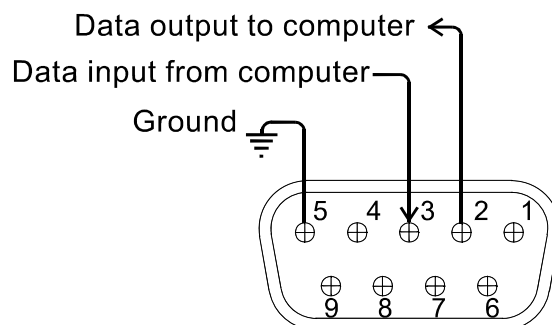 Data output to computer
Data input from computer
Ground
5 4 3 2 1
9 8 7 6